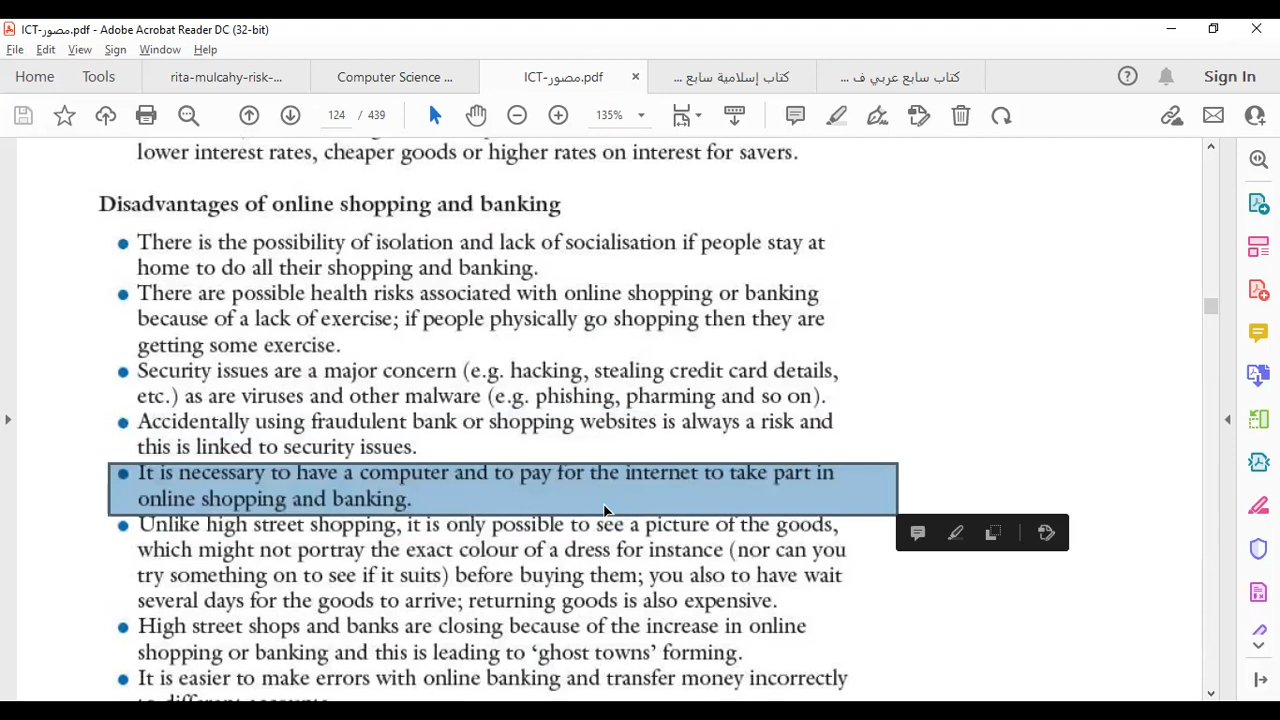 ICT-مصور.pdf - Adobe Acrobat Reader DC (32-bit)
File Edit View Sign Window Help
Home Tools rita-mulcahy-risk-... Computer Science ... ICT-مصور.pdf × كتاب إسلامية سابع ... كتاب سابع عربي ف ... Sign In
124 / 439 135%
lower interest rates, cheaper goods or higher rates on interest for savers.
Disadvantages of online shopping and banking
There is the possibility of isolation and lack of socialisation if people stay at
home to do all their shopping and banking.
There are possible health risks associated with online shopping or banking
because of a lack of exercise; if people physically go shopping then they are
getting some exercise.
Security issues are a major concern (e.g. hacking, stealing credit card details,
etc.) as are viruses and other malware (e.g. phishing, pharming and so on).
Accidentally using fraudulent bank or shopping websites is always a risk and
this is linked to security issues.
It is necessary to have a computer and to pay for the internet to take part in
online shopping and banking.
Unlike high street shopping, it is only possible to see a picture of the goods,
which might not portray the exact colour of a dress for instance (nor can you
try something on to see if it suits) before buying them; you also to have wait
several days for the goods to arrive; returning goods is also expensive.
High street shops and banks are closing because of the increase in online
shopping or banking and this is leading to ‘ghost towns’ forming.
It is easier to make errors with online banking and transfer money incorrectly